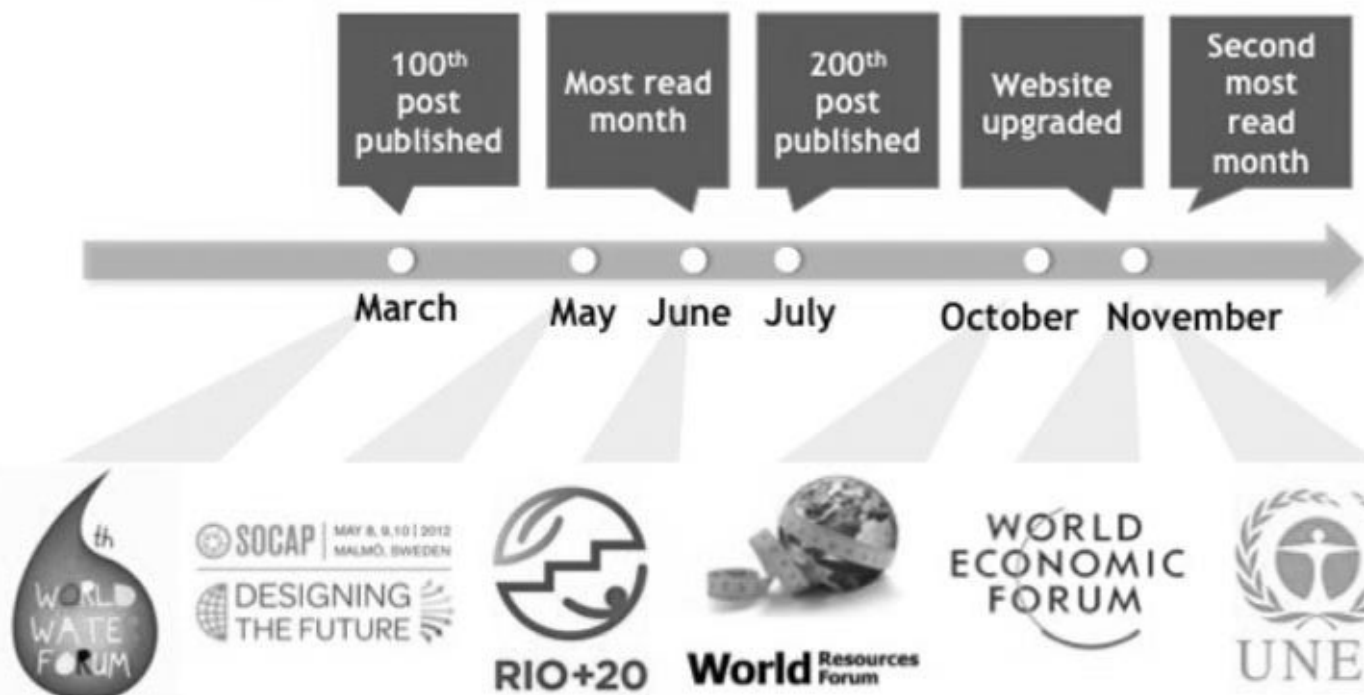 100th
post
published
Most read
month
200th
post
published
Website
upgraded
Second
most
read
month
March
May
June
July
October
November
th
WORLD
WATER
FORUM
SOCAP
MAY 8, 9, 10 | 2012
MALMÖ, SWEDEN
DESIGNING
THE FUTURE
RIO+20
World Resources
Forum
WORLD
ECONOMIC
FORUM
UNE